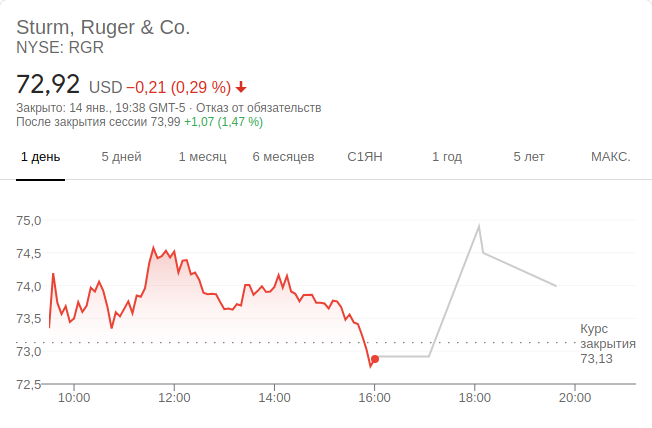 Sturm, Ruger & Co.
NYSE: RGR
72,92 USD −0,21 (0,29 %)
Закрыто: 14 янв., 19:38 GMT-5 · Отказ от обязательств
После закрытия сессии 73,99 +1,07 (1,47 %)
1 день 5 дней 1 месяц 6 месяцев С1ЯН 1 год 5 лет МАКС.
75,0
74,5
74,0
73,5
73,0
72,5
Курс
закрытия
73,13
10:00 12:00 14:00 16:00 18:00 20:00